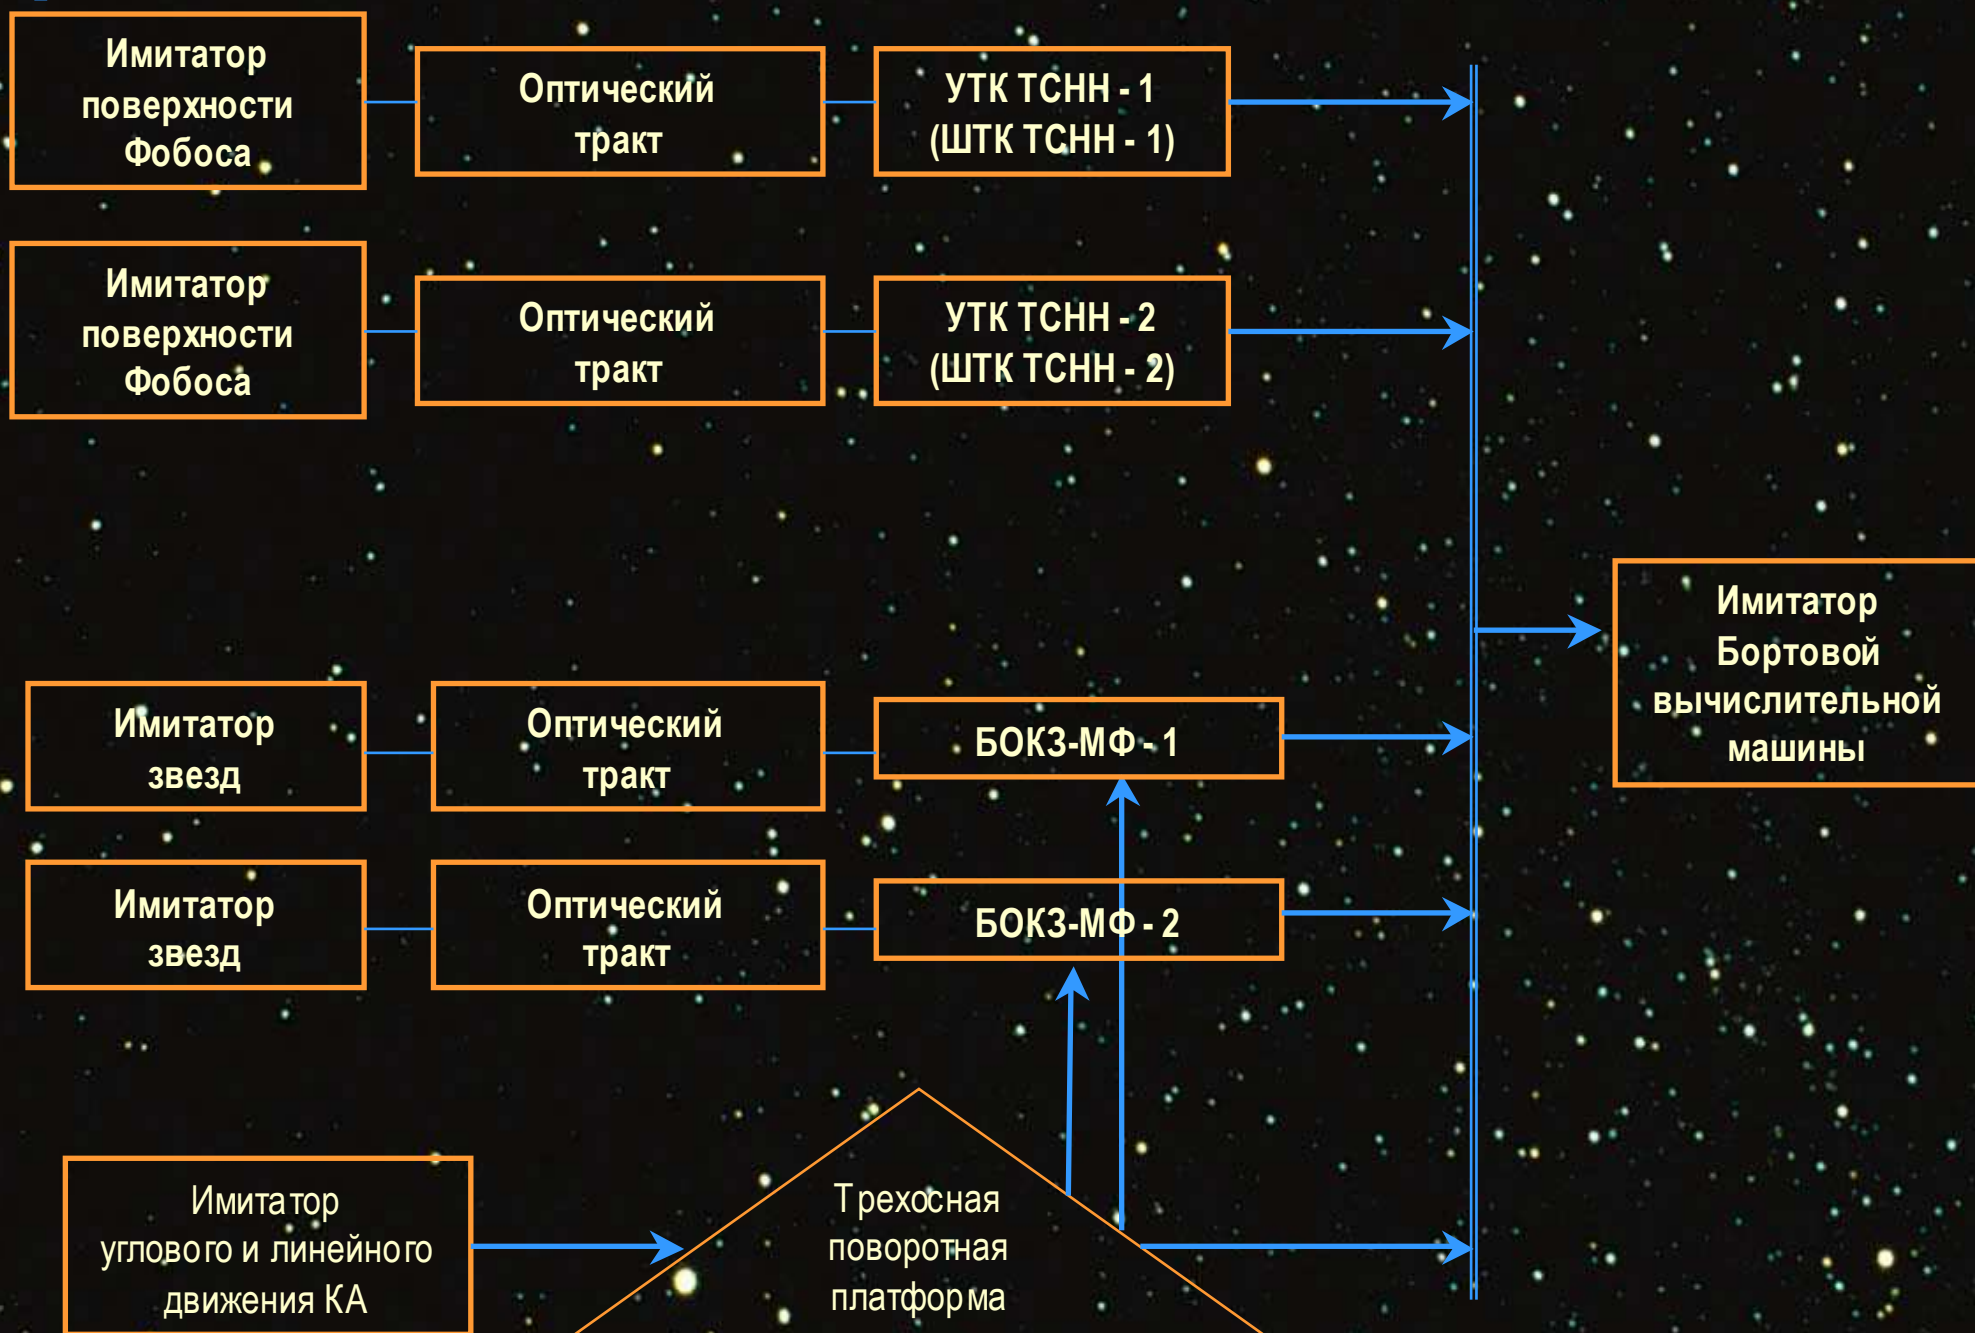 Имитатор
поверхности
Фобоса
Оптический
тракт
УТК ТСНН - 1
(ШТК ТСНН - 1)
Имитатор
поверхности
Фобоса
Оптический
тракт
УТК ТСНН - 2
(ШТК ТСНН - 2)
Имитатор
Бортовой
вычислительной
машины
Имитатор
звезд
Оптический
тракт
БОКЗ-МФ - 1
Имитатор
звезд
Оптический
тракт
БОКЗ-МФ - 2
Имитатор
углового и линейного
движения КА
Трехосная
поворотная
платформа